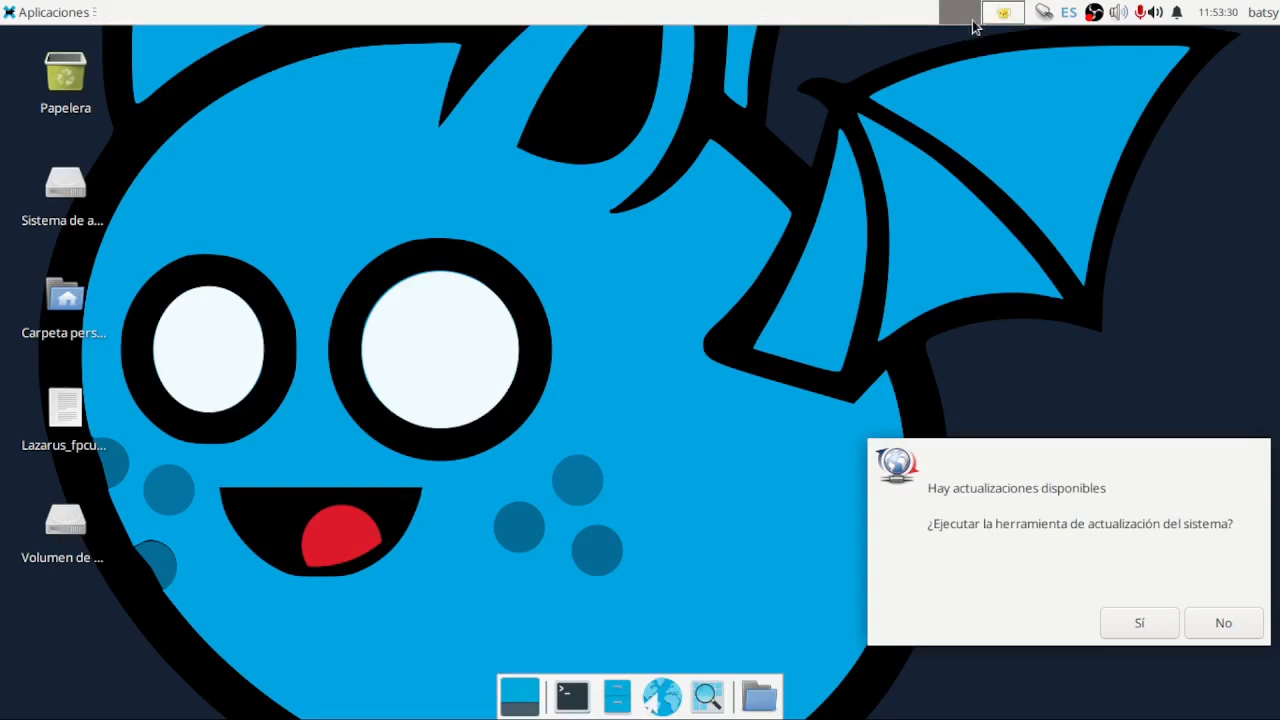 Aplicaciones
ES
11:53:30
batsy
Papelera
Sistema de a...
Carpeta pers...
Lazarus_fpcu...
Volumen de ...
Hay actualizaciones disponibles
¿Ejecutar la herramienta de actualización del sistema?
Sí
No